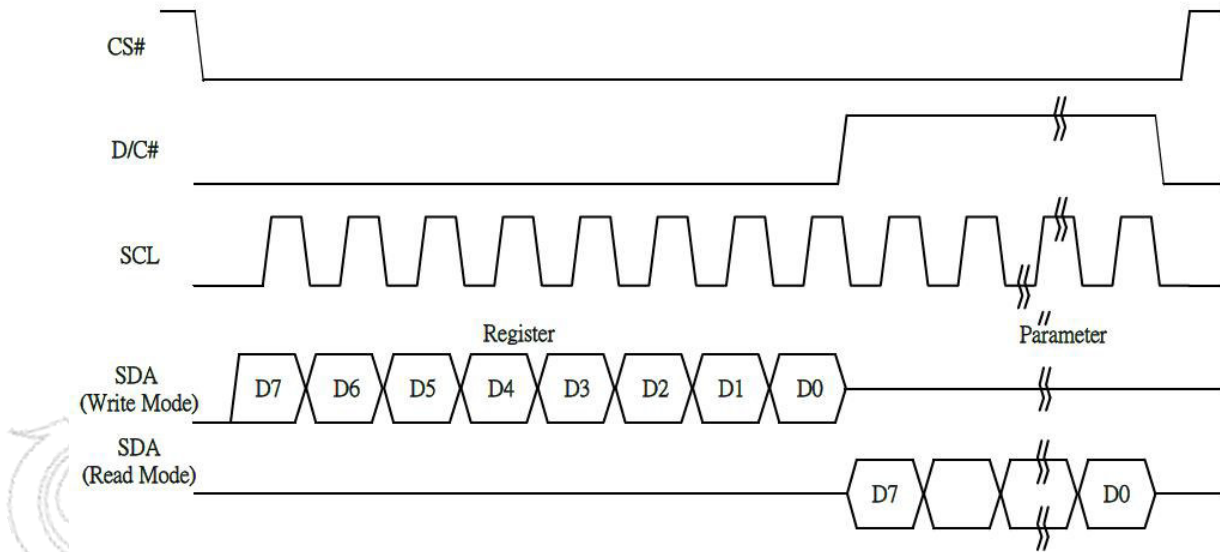 CS#
D/C#
SCL
Register Parameter
SDA
(Write Mode)
D7 D6 D5 D4 D3 D2 D1 D0
SDA
(Read Mode)
D7 D0